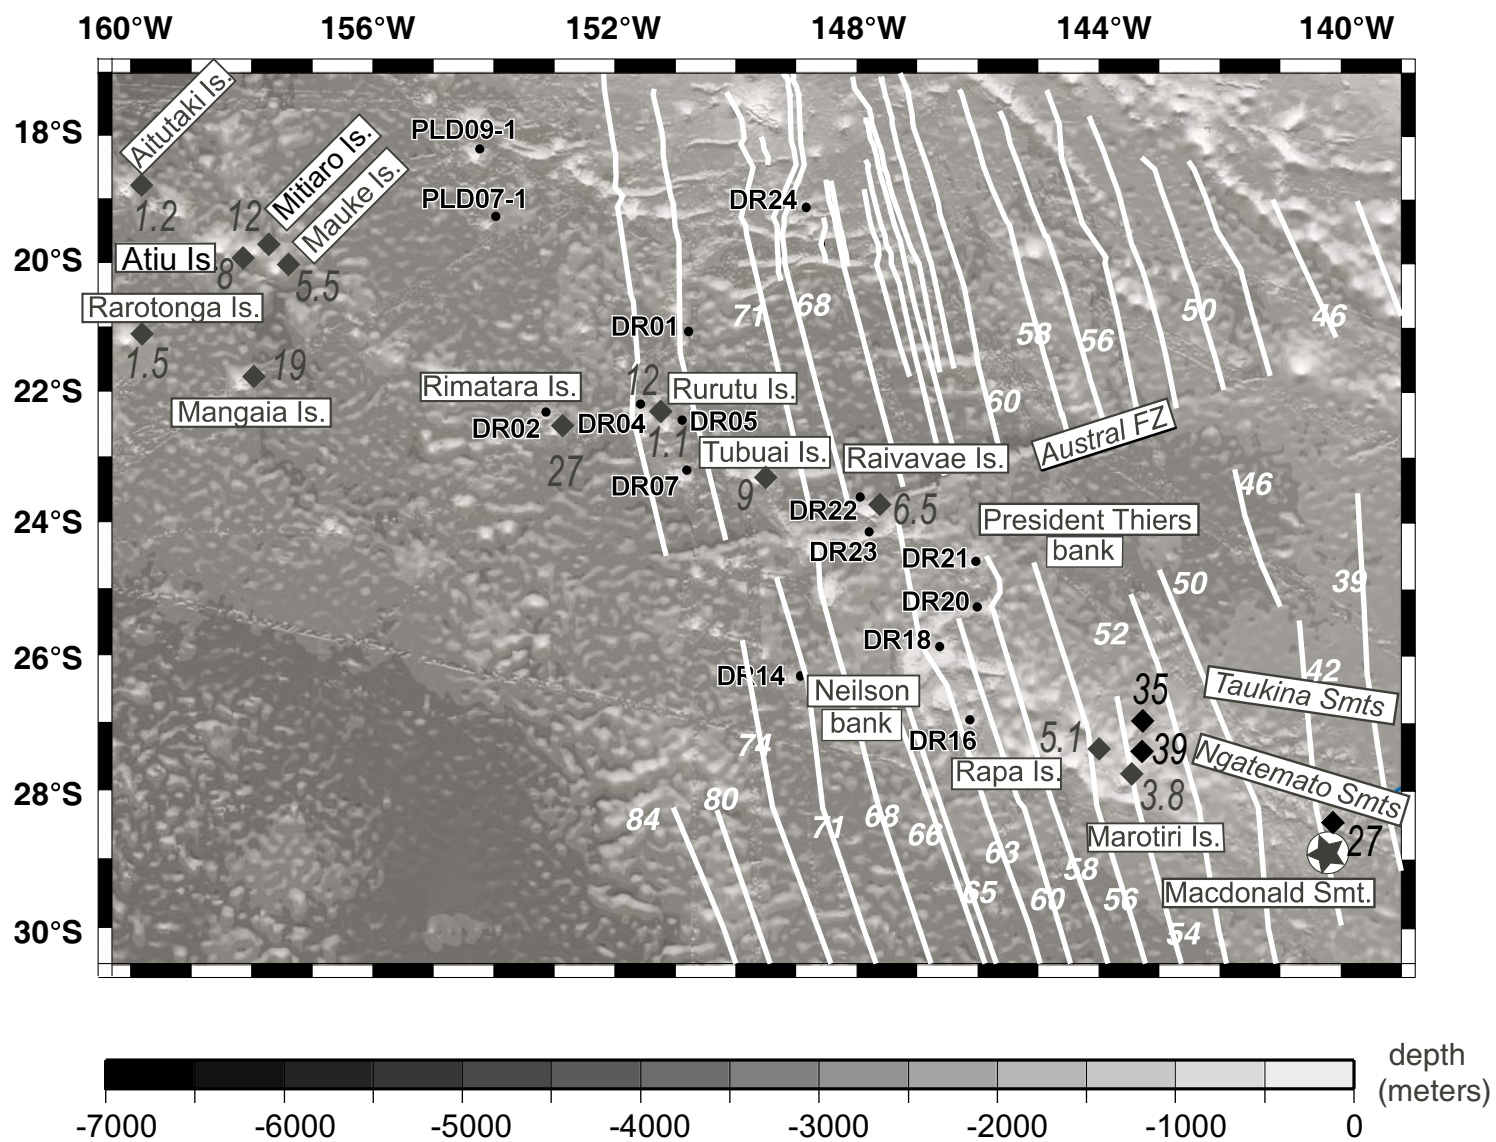 160°W 156°W 152°W 148°W 144°W 140°W
18°S
20°S
22°S
24°S
26°S
28°S
30°S
Aitutaki Is.
1.2
PLD09-1
Mitiaro Is.
12
Mauke Is.
PLD07-1
DR24
Atiu Is.
8
5.5
Rarotonga Is.
1.5
19
Mangaia Is.
71
68
58
56
50
46
DR01
Rimatara Is.
12
Rurutu Is.
60
DR02
DR04
DR05
1.1
Austral FZ
27
Tubuai Is.
Raivavae Is.
DR07
9
46
DR22
6.5
President Thiers
bank
DR23
DR21
50
39
DR20
52
DR18
DR14
42
Neilson
bank
35
Taukina Smts
DR16
74
5.1
39
Ngatemato Smts
Rapa Is.
3.8
84
80
71
68
66
Marotiri Is.
27
63
58
65
60
56
Macdonald Smt.
54
depth
(meters)
-7000 -6000 -5000 -4000 -3000 -2000 -1000 0